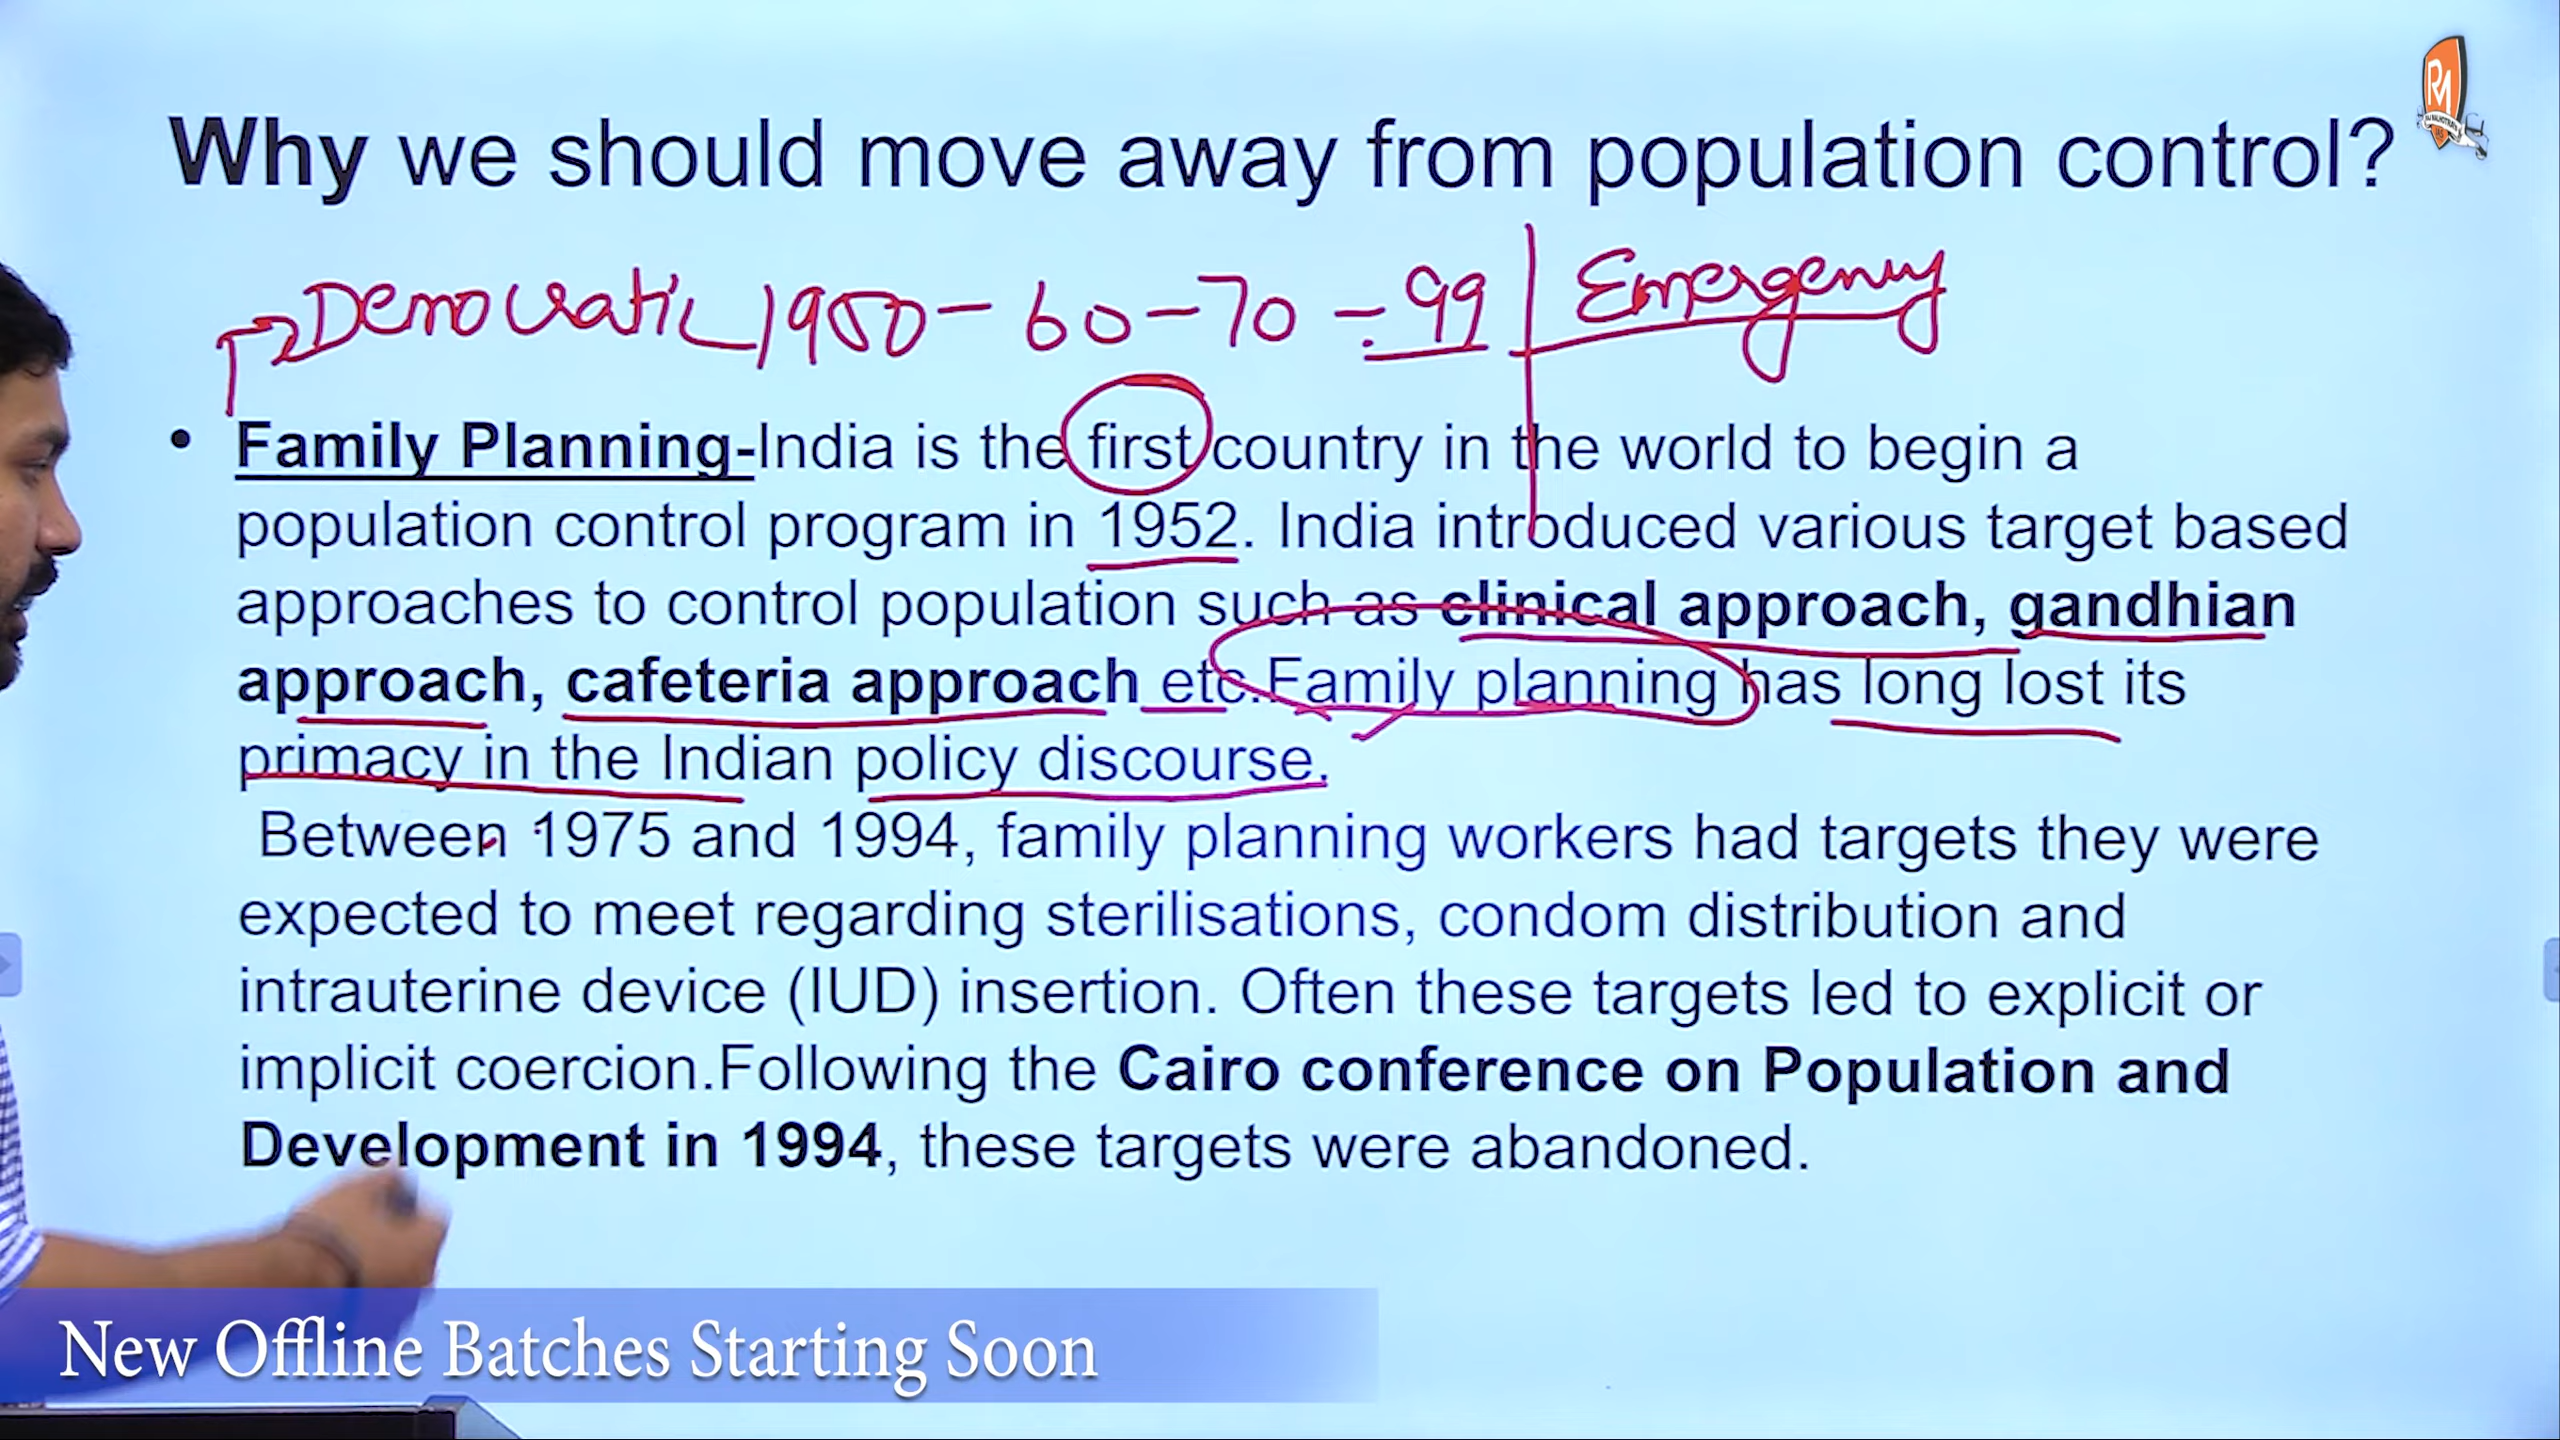 RM
Why we should move away from population control?
Democratic 1950 - 60 - 70 - 99 Emergency
• Family Planning-India is the first country in the world to begin a
population control program in 1952. India introduced various target based
approaches to control population such as clinical approach, gandhian
approach, cafeteria approach etc.Family planning has long lost its
primacy in the Indian policy discourse.
Between 1975 and 1994, family planning workers had targets they were
expected to meet regarding sterilisations, condom distribution and
intrauterine device (IUD) insertion. Often these targets led to explicit or
implicit coercion.Following the Cairo conference on Population and
Development in 1994, these targets were abandoned.
New Offline Batches Starting Soon